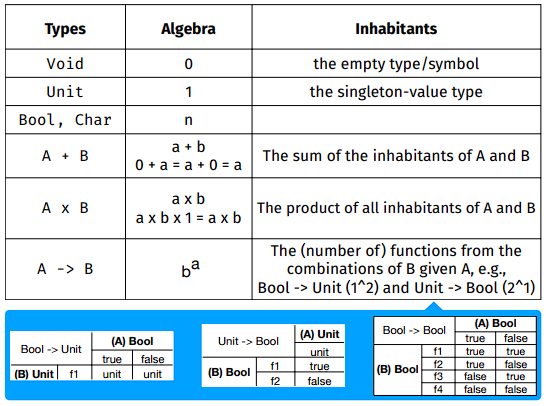 Types Algebra Inhabitants
Void 0 the empty type/symbol
Unit 1 the singleton-value type
Bool, Char n
A + B
a + b
0 + a = a + 0 = a
The sum of the inhabitants of A and B
A x B
a x b
a x b x 1 = a x b
The product of all inhabitants of A and B
A -> B
bᵃ
The (number of) functions from the
combinations of B given A, e.g.,
Bool -> Unit (1^2) and Unit -> Bool (2^1)
Bool -> Unit
(A) Bool
true false
(B) Unit f1 unit unit
Unit -> Bool
(A) Unit
unit
(B) Bool
f1 true
f2 false
Bool -> Bool
(A) Bool
true false
(B) Bool
f1 true true
f2 true false
f3 false true
f4 false false